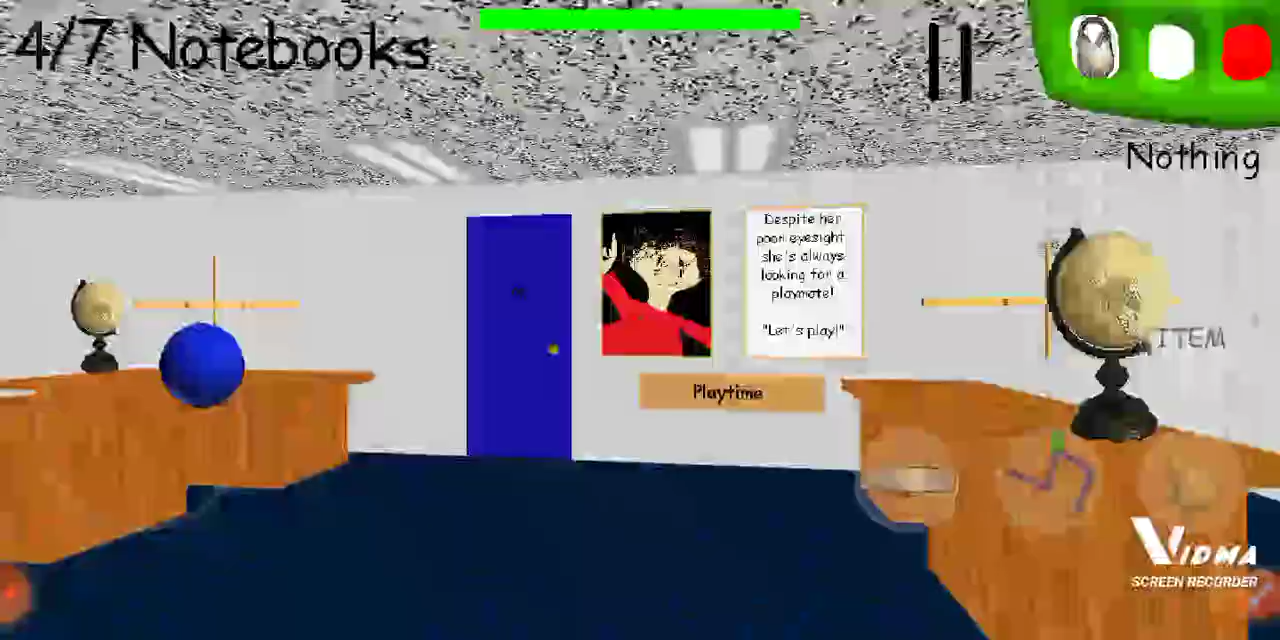 4/7 Notebooks
Nothing
Despite her
poor eyesight
she's always
looking for a
playmate!
"Let's play!"
ITEM
Playtime
VIDMA
SCREEN RECORDER